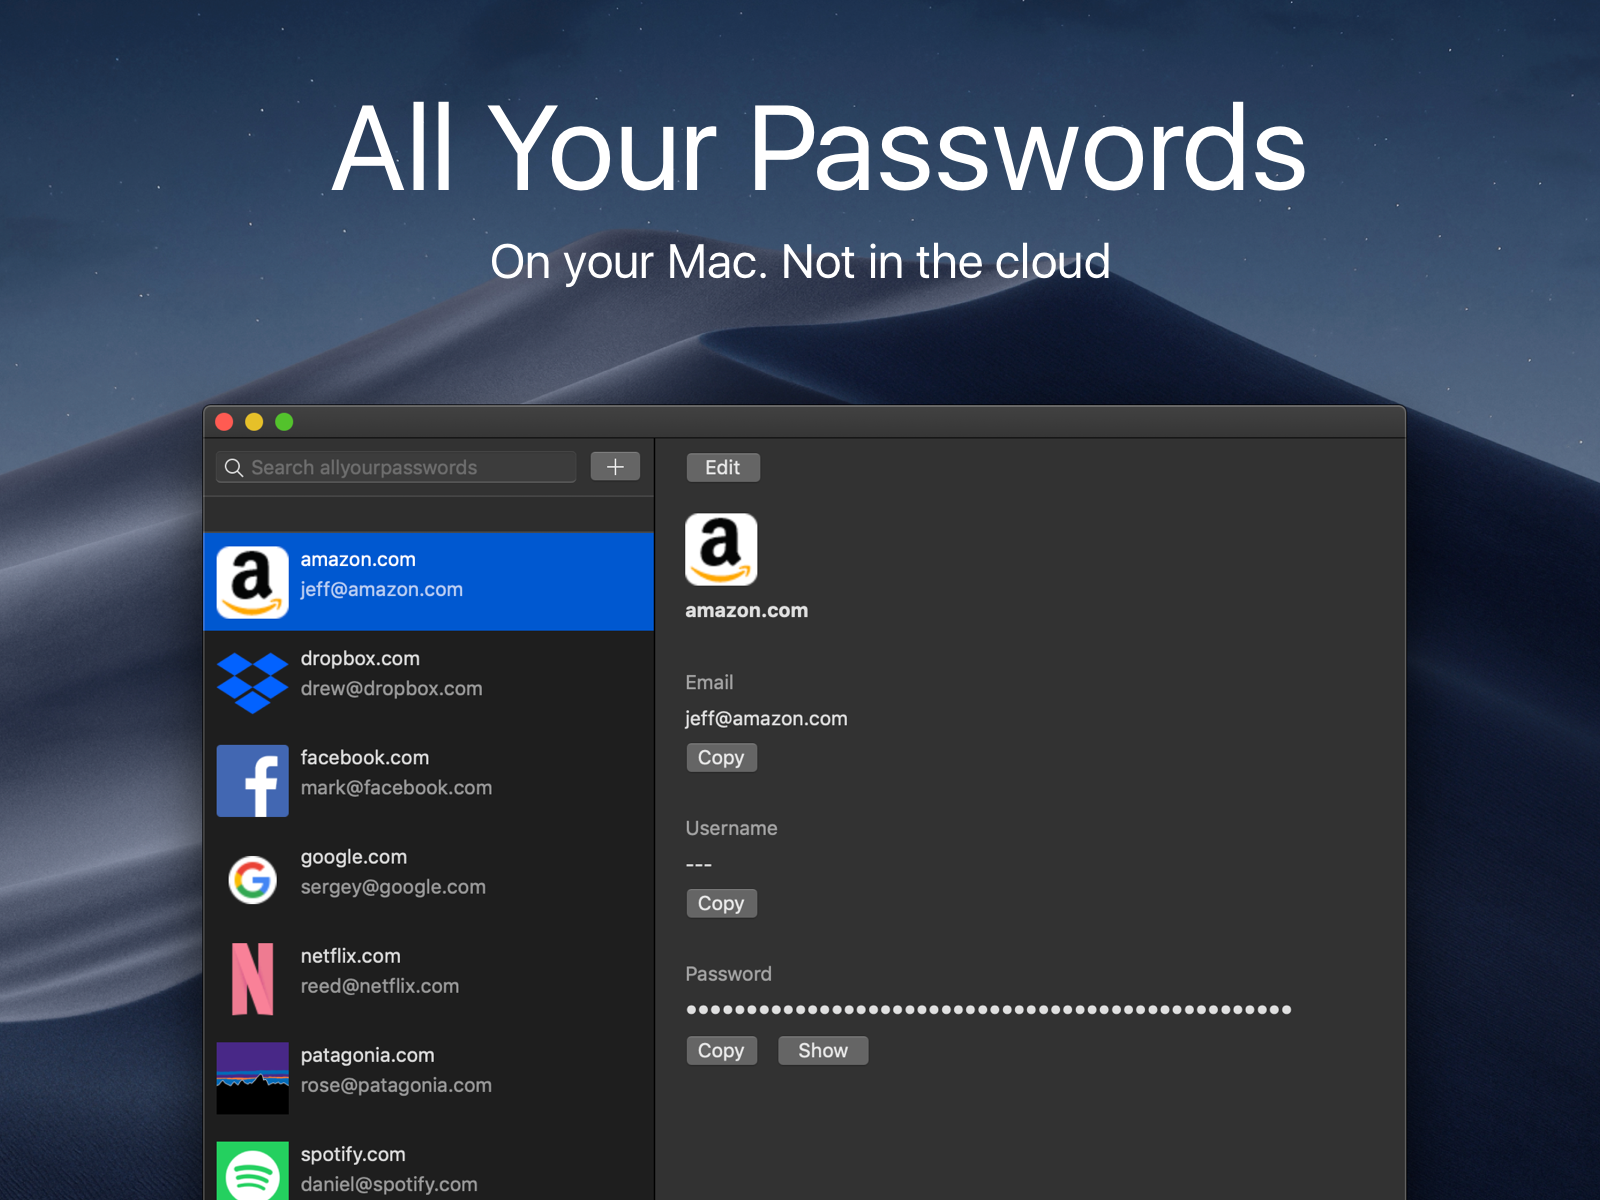 All Your Passwords
On your Mac. Not in the cloud
Search allyourpasswords
+
amazon.com
jeff@amazon.com
dropbox.com
drew@dropbox.com
facebook.com
mark@facebook.com
google.com
sergey@google.com
netflix.com
reed@netflix.com
patagonia.com
rose@patagonia.com
spotify.com
daniel@spotify.com
Edit
amazon.com
Email
jeff@amazon.com
Copy
Username
---
Copy
Password
•••••••••••••••••••••••••••••••••••••••••••••••••• 
Copy Show